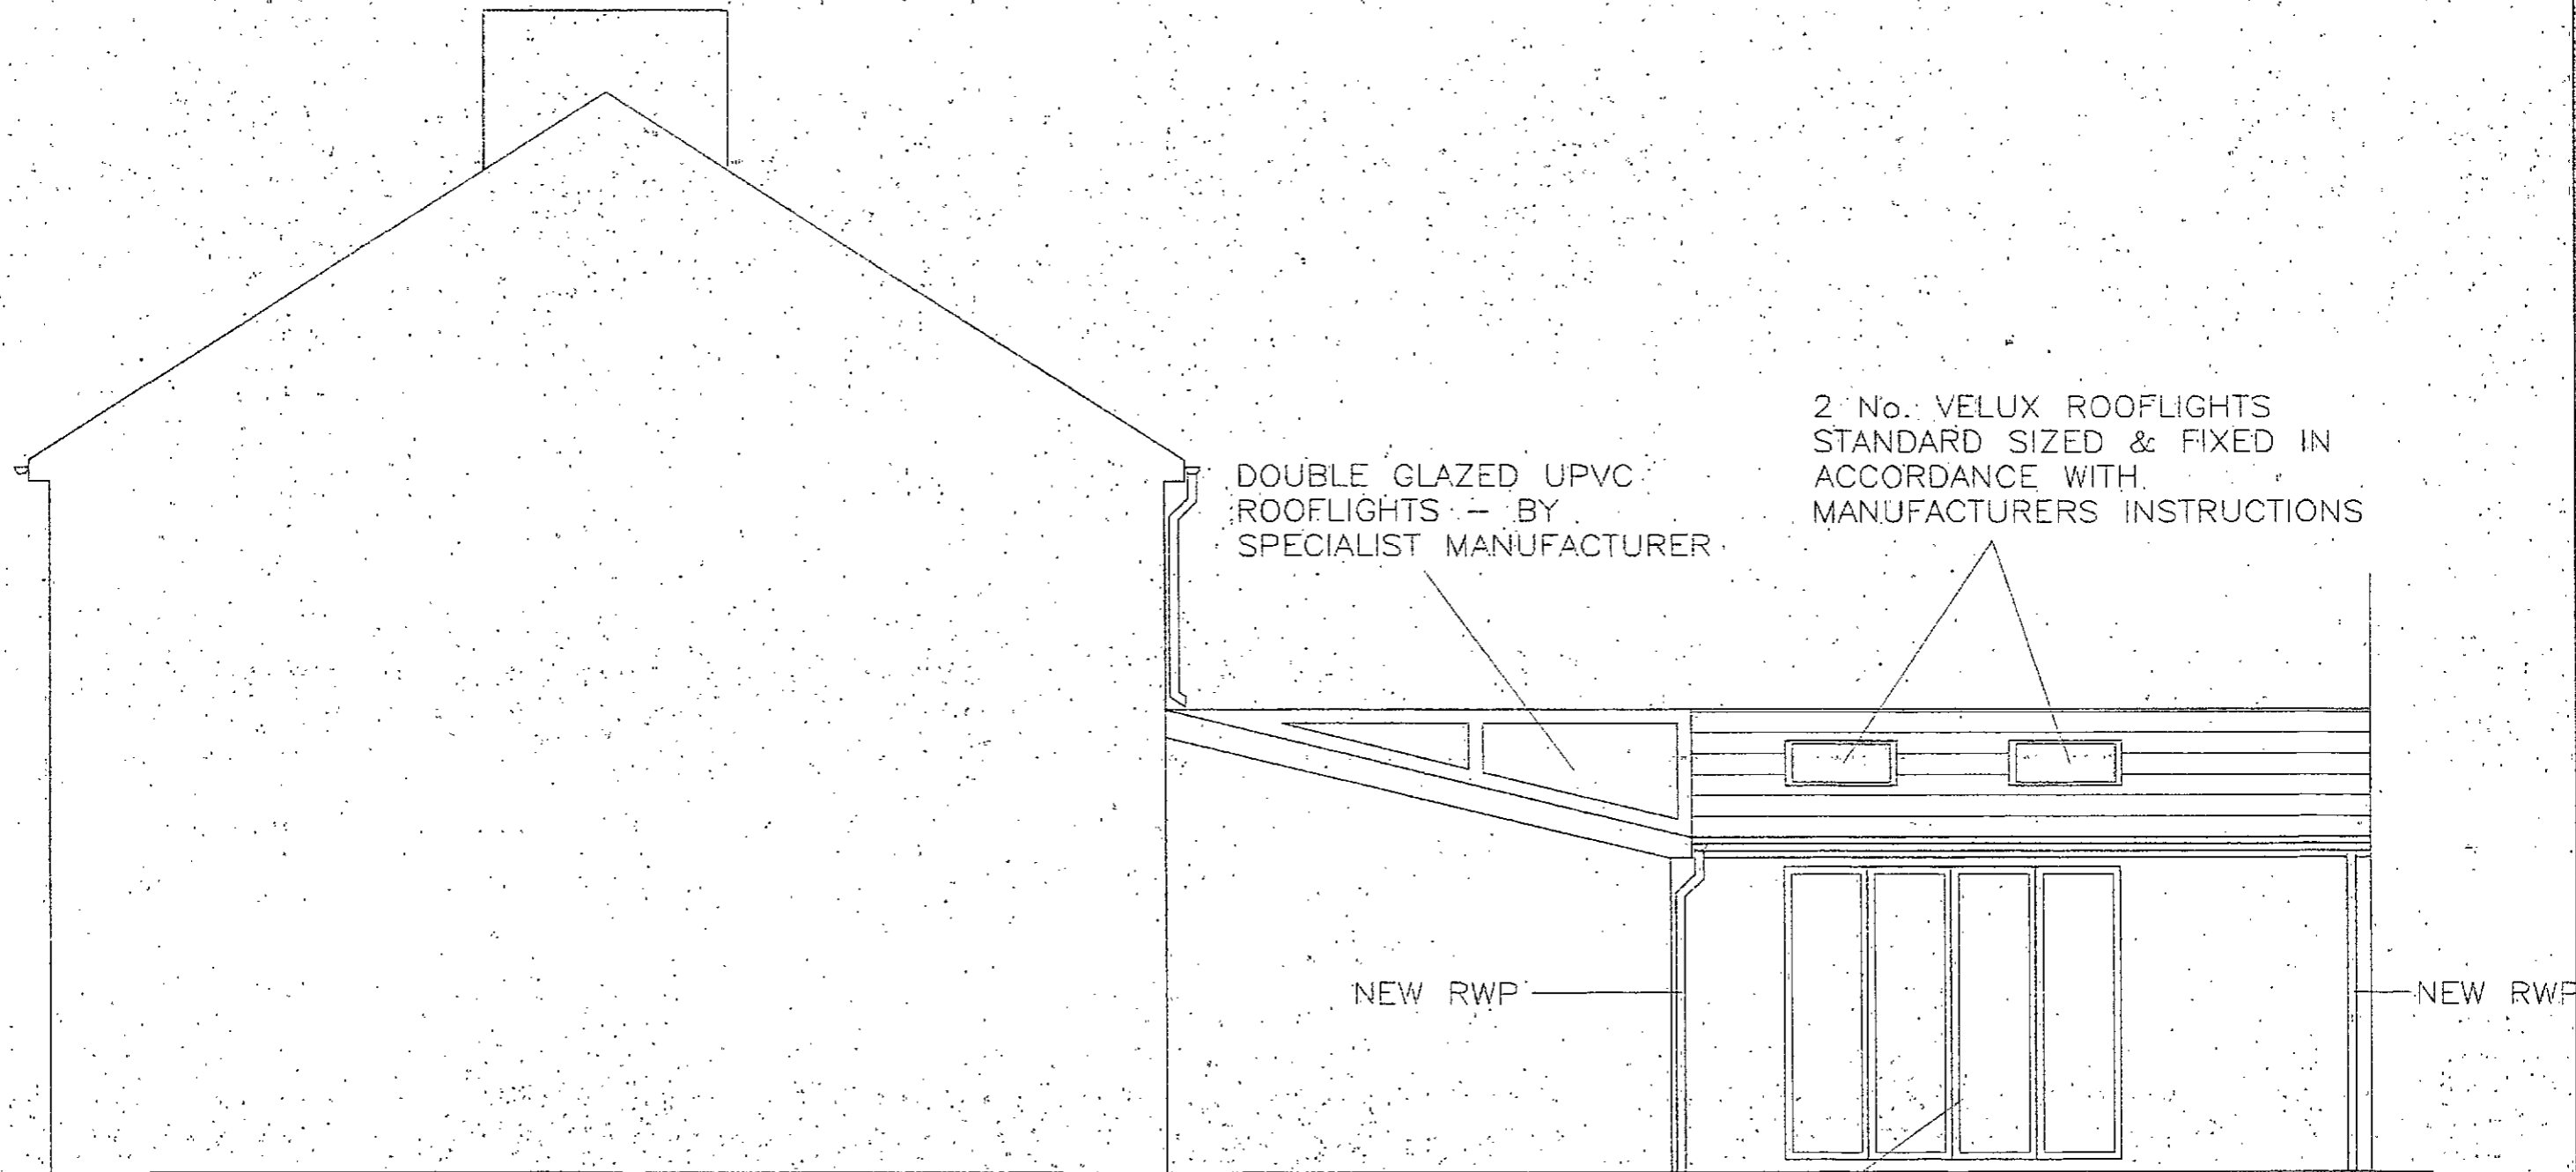 2 No. VELUX ROOFLIGHTS
STANDARD SIZED & FIXED IN
ACCORDANCE WITH
MANUFACTURERS INSTRUCTIONS
DOUBLE GLAZED UPVC
ROOFLIGHTS - BY
SPECIALIST MANUFACTURER
NEW RWP
NEW RWP